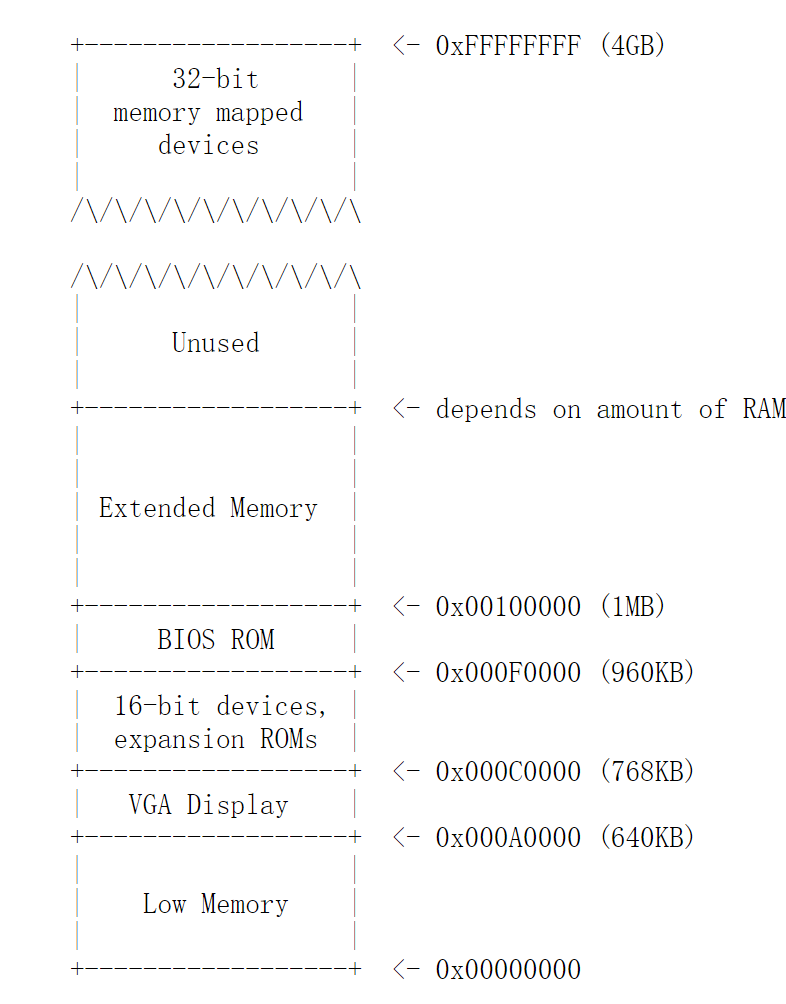 +------------------+  <- 0xFFFFFFFF (4GB)
|      32-bit      |
|  memory mapped   |
|     devices      |
|                  |
/\/\/\/\/\/\/\/\/\/\

/\/\/\/\/\/\/\/\/\/\
|                  |
|      Unused      |
|                  |
+------------------+  <- depends on amount of RAM
|                  |
|                  |
| Extended Memory  |
|                  |
|                  |
+------------------+  <- 0x00100000 (1MB)
|     BIOS ROM     |
+------------------+  <- 0x000F0000 (960KB)
|  16-bit devices, |
|  expansion ROMs  |
+------------------+  <- 0x000C0000 (768KB)
|   VGA Display    |
+------------------+  <- 0x000A0000 (640KB)
|                  |
|    Low Memory    |
|                  |
+------------------+  <- 0x00000000